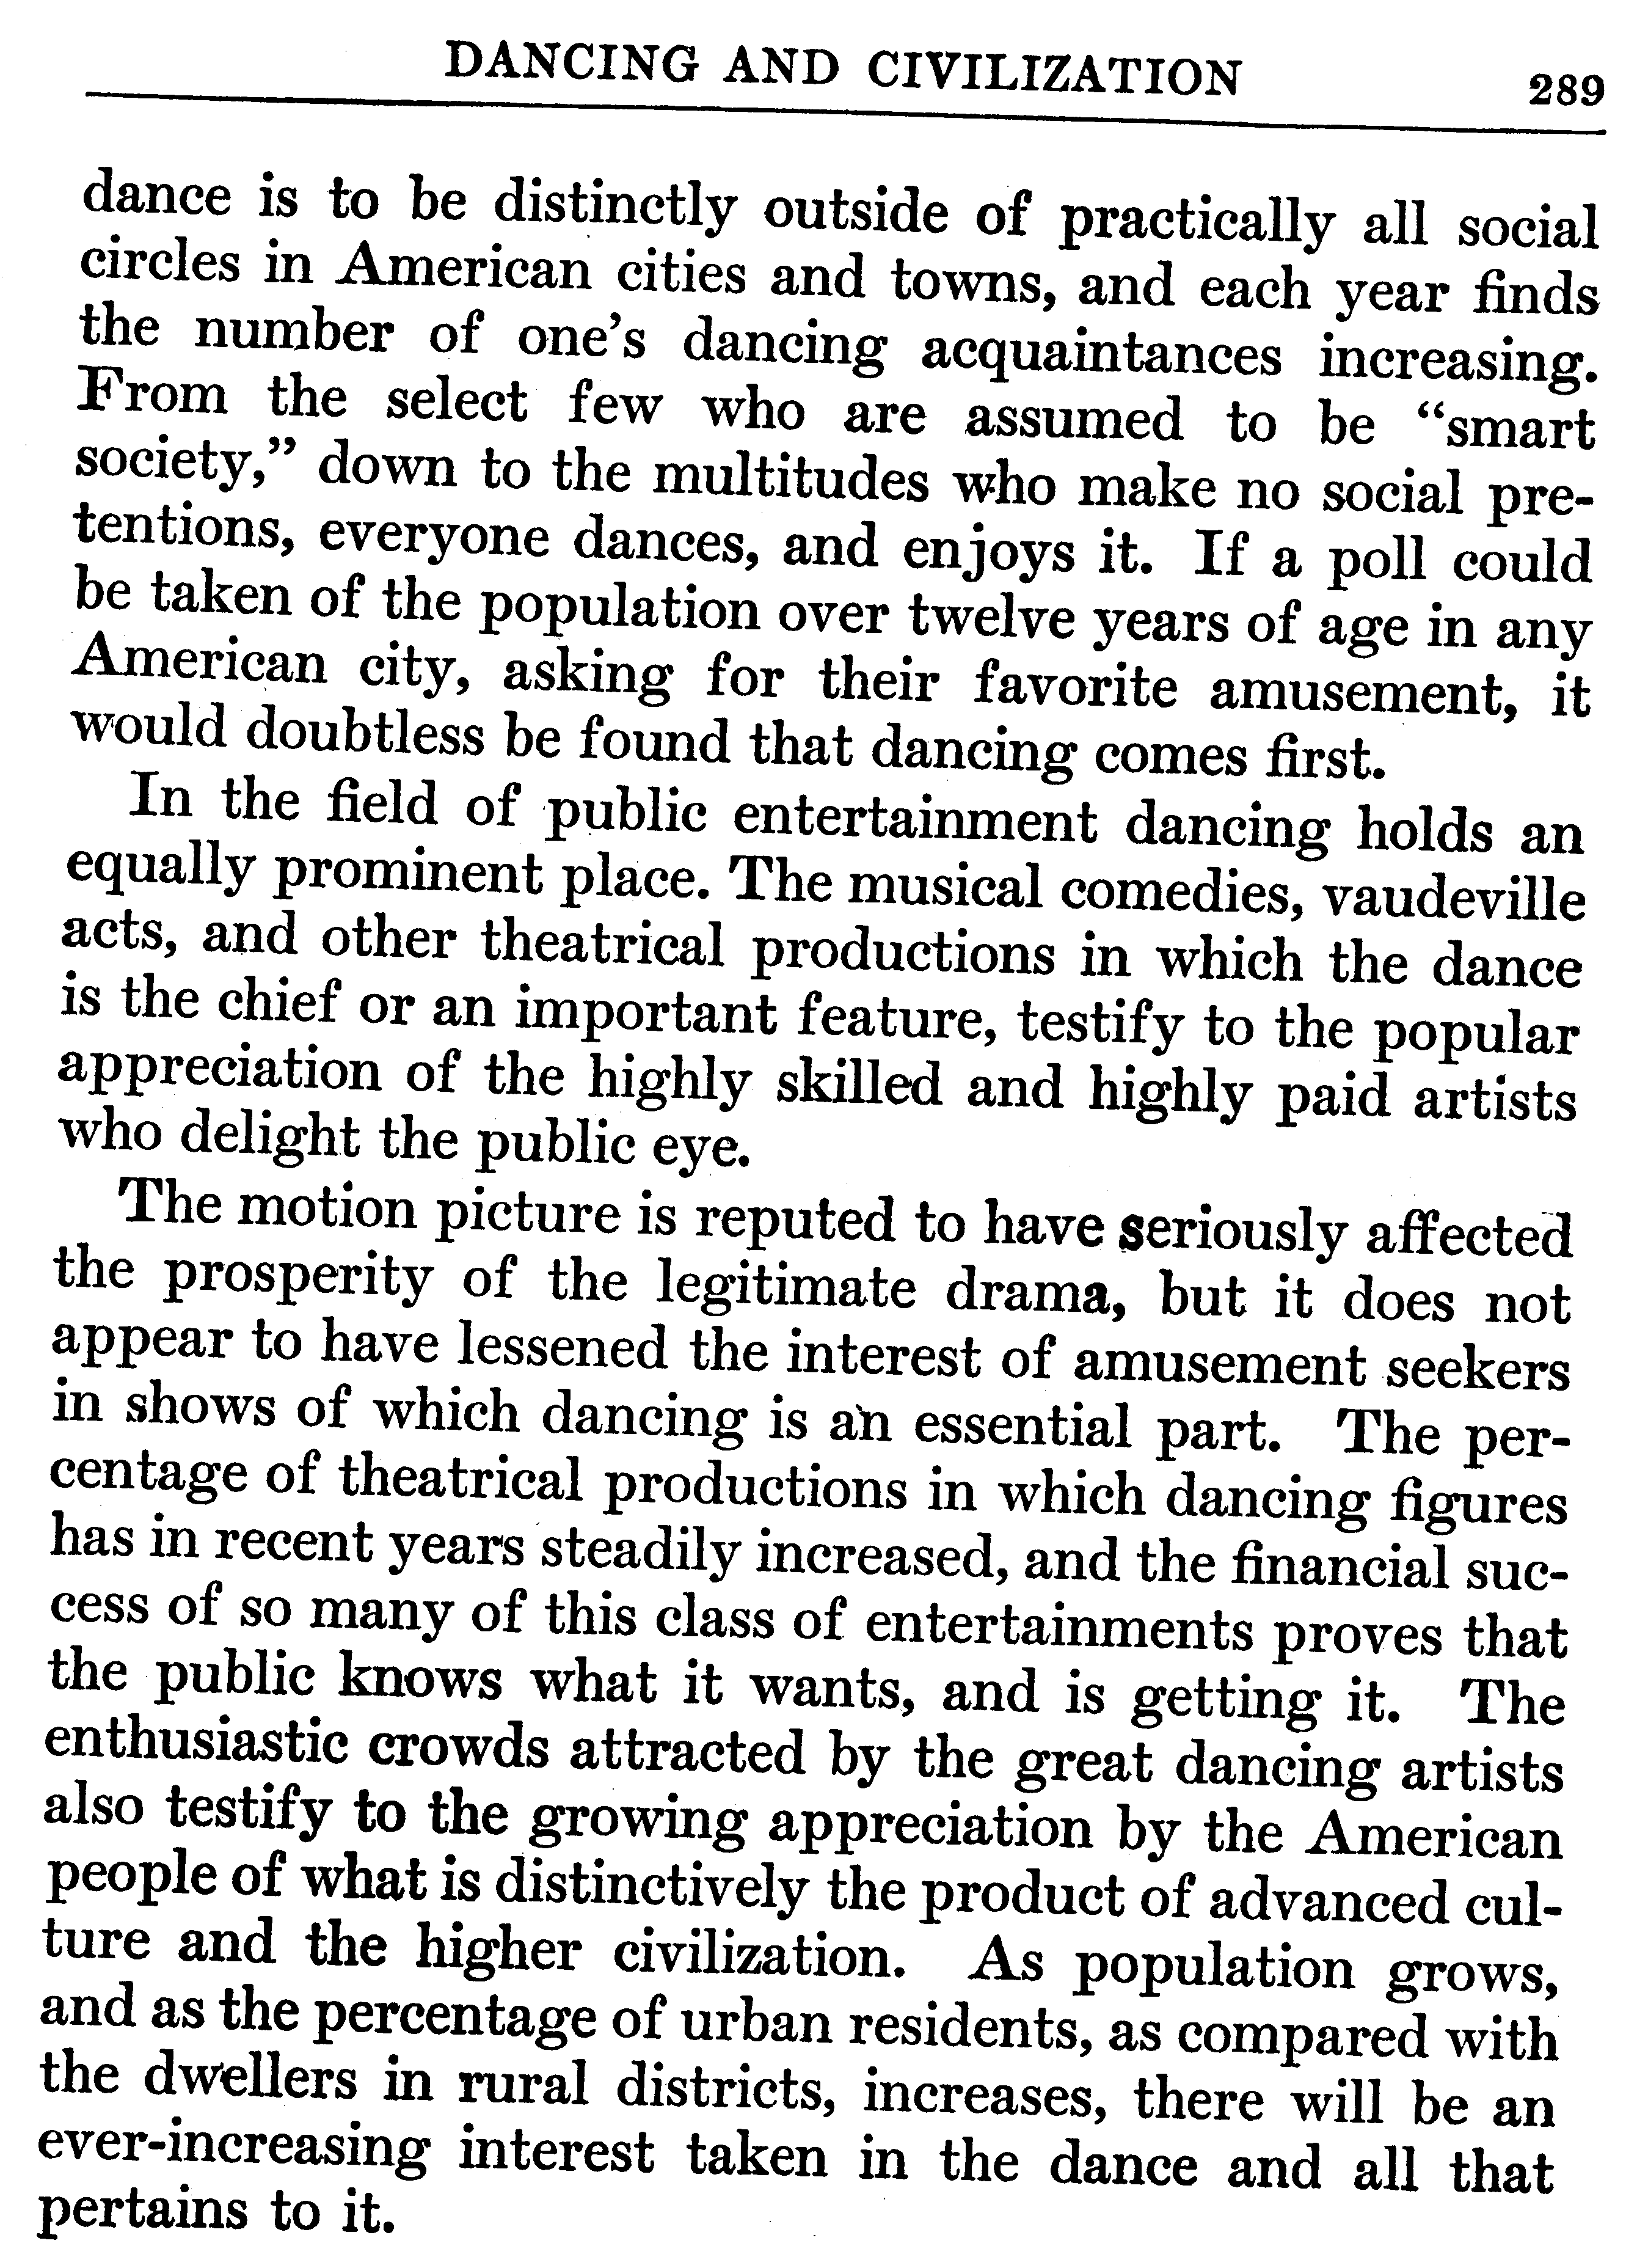 DANCING AND CIVILIZATION 289
dance is to be distinctly outside of practically all social
circles in American cities and towns, and each year finds
the number of one's dancing acquaintances increasing.
From the select few who are assumed to be “smart
society,” down to the multitudes who make no social pre-
tentions, everyone dances, and enjoys it. If a poll could
be taken of the population over twelve years of age in any
American city, asking for their favorite amusement, it
would doubtless be found that dancing comes first.
In the field of public entertainment dancing holds an
equally prominent place. The musical comedies, vaudeville
acts, and other theatrical productions in which the dance
is the chief or an important feature, testify to the popular
appreciation of the highly skilled and highly paid artists
who delight the public eye.
The motion picture is reputed to have seriously affected
the prosperity of the legitimate drama, but it does not
appear to have lessened the interest of amusement seekers
in shows of which dancing is an essential part. The per-
centage of theatrical productions in which dancing figures
has in recent years steadily increased, and the financial suc-
cess of so many of this class of entertainments proves that
the public knows what it wants, and is getting it. The
enthusiastic crowds attracted by the great dancing artists
also testify to the growing appreciation by the American
people of what is distinctively the product of advanced cul-
ture and the higher civilization. As population grows,
and as the percentage of urban residents, as compared with
the dwellers in rural districts, increases, there will be an
ever-increasing interest taken in the dance and all that
pertains to it.